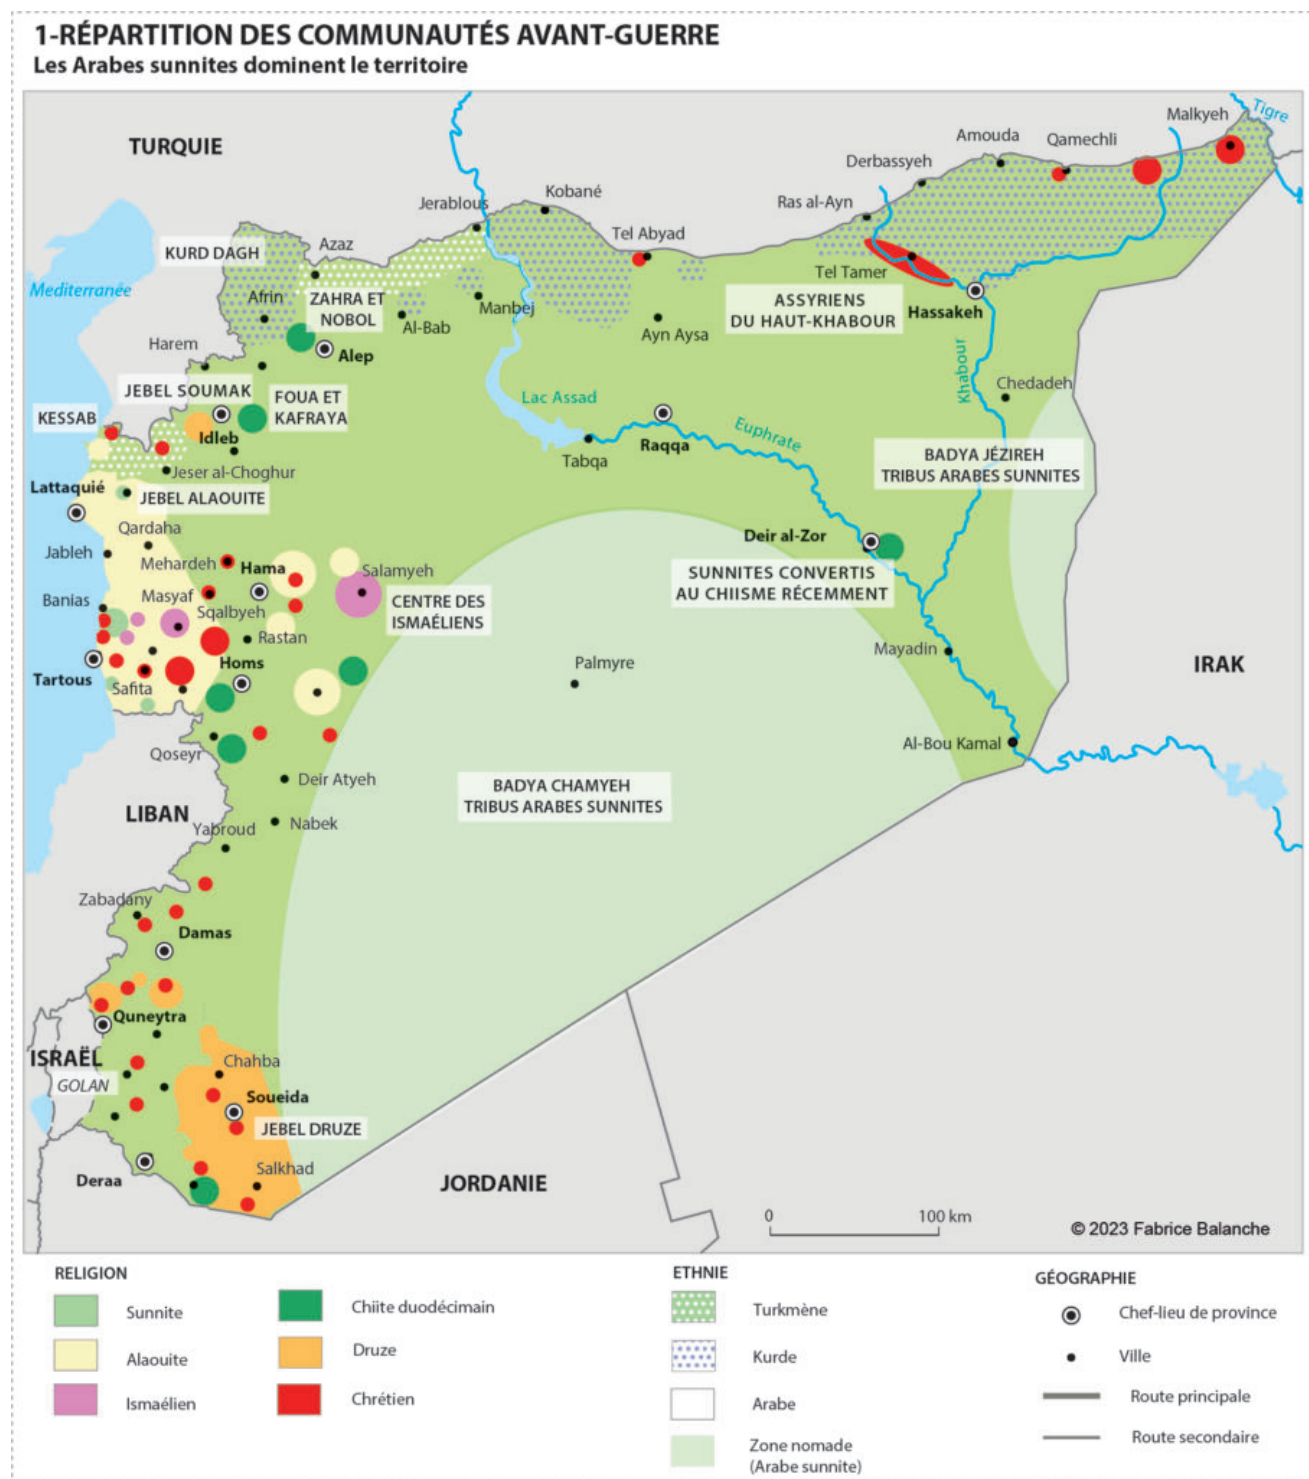 1-RÉPARTITION DES COMMUNAUTÉS AVANT-GUERRE
Les Arabes sunnites dominent le territoire
Tigre
Malkyeh
Amouda
Qamechli
TURQUIE
Derbassyeh
Kobané
Ras al-Ayn
Jerablous
Tel Abyad
Azaz
KURD DAGH
Tel Tamer
Mediterranée
Afrin
ZAHRA ET
NOBOL
Manbej
ASSYRIENS
DU HAUT-KHABOUR
Hassakeh
Al-Bab
Ayn Aysa
Harem
Alep
Khabour
JEBEL SOUMAK
FOUA ET
KAFRAYA
Lac Assad
Chedadeh
KESSAB
Idleb
Euphrate
Raqqa
Tabqa
BADYA JÉZIREH
TRIBUS ARABES SUNNITES
Jeser al-Choghur
Lattaquié
JEBEL ALAOUITE
Qardaha
Deir al-Zor
Jableh
Mehardeh
Hama
Salamyeh
SUNNITES CONVERTIS
AU CHIISME RÉCEMMENT
Banias
Masyaf
CENTRE DES
ISMAÉLIENS
Sqalbyeh
Rastan
Mayadin
Homs
Palmyre
IRAK
Tartous
Safita
Al-Bou Kamal
Qoseyr
Deir Atyeh
BADYA CHAMYEH
TRIBUS ARABES SUNNITES
LIBAN
Yabroud
Nabek
Zabadany
Damas
Quneytra
ISRAËL
Chahba
GOLAN
Soueida
JEBEL DRUZE
Salkhad
Deraa
JORDANIE
0
100 km
© 2023 Fabrice Balanche
RELIGION
Sunnite
Alaouite
Ismaélien
Chiite duodécimain
Druze
Chrétien
ETHNIE
Turkmène
Kurde
Arabe
Zone nomade
(Arabe sunnite)
GÉOGRAPHIE
Chef-lieu de province
Ville
Route principale
Route secondaire